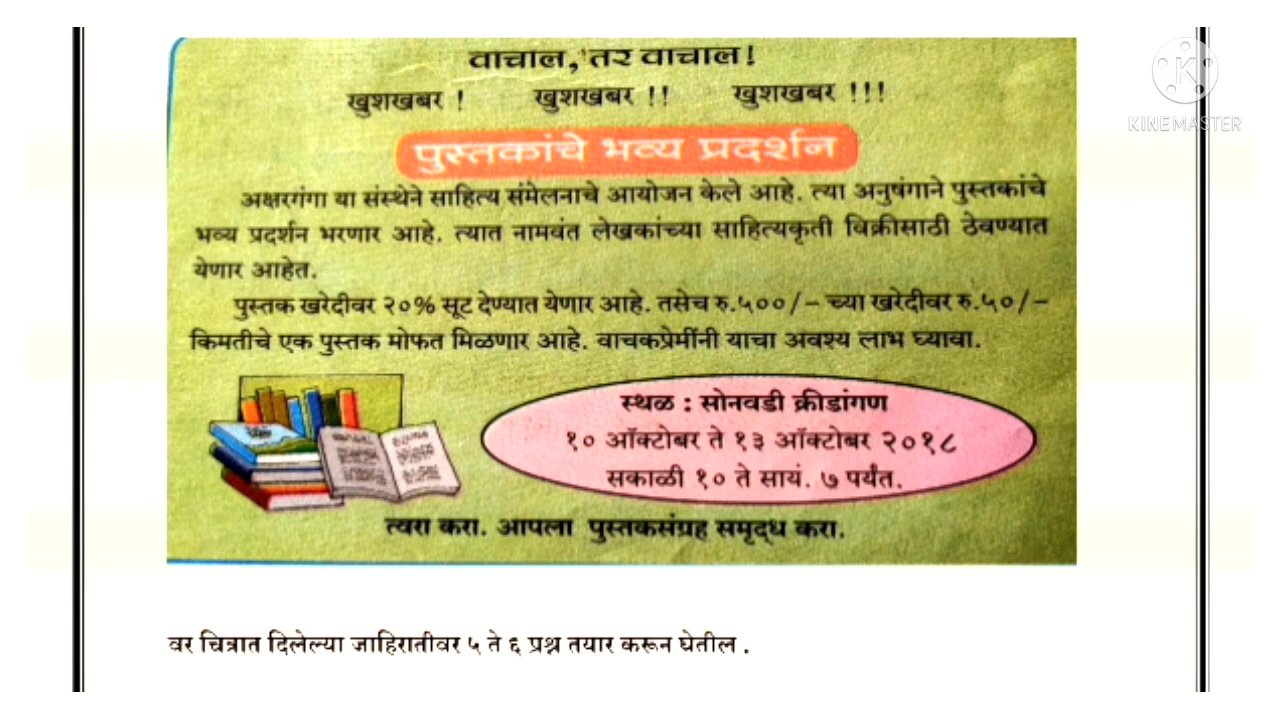 वाचाल, तर वाचाल!
खुशखबर ! खुशखबर !! खुशखबर !!!
KINEMASTER
पुस्तकांचे भव्य प्रदर्शन
अक्षरगंगा या संस्थेने साहित्य संमेलनाचे आयोजन केले आहे. त्या अनुषंगाने पुस्तकांचे
भव्य प्रदर्शन भरणार आहे. त्यात नामवंत लेखकांच्या साहित्यकृती विक्रीसाठी ठेवण्यात
येणार आहेत.
पुस्तक खरेदीवर २०% सूट देण्यात येणार आहे. तसेच रु.५००/– च्या खरेदीवर रु.५०/–
किमतीचे एक पुस्तक मोफत मिळणार आहे. वाचकप्रेमींनी याचा अवश्य लाभ घ्यावा.
स्थळ : सोनवडी क्रीडांगण
१० ऑक्टोबर ते १३ ऑक्टोबर २०१८
सकाळी १० ते सायं. ७ पर्यंत.
त्वरा करा. आपला पुस्तकसंग्रह समृद्ध करा.
वर चित्रात दिलेल्या जाहिरातीवर ५ ते ६ प्रश्न तयार करून घेतील .